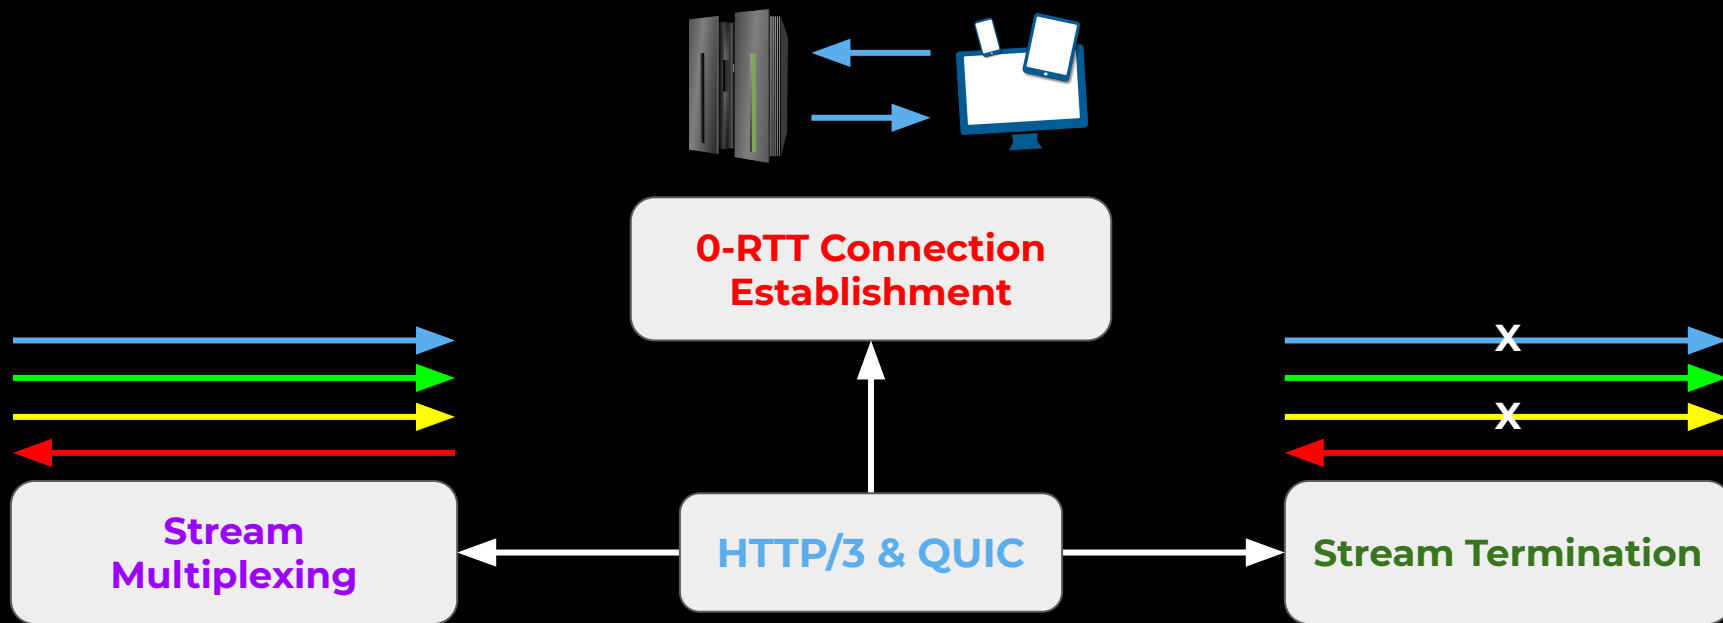 0-RTT Connection
Establishment
X
X
Stream
Multiplexing
HTTP/3 & QUIC
Stream Termination